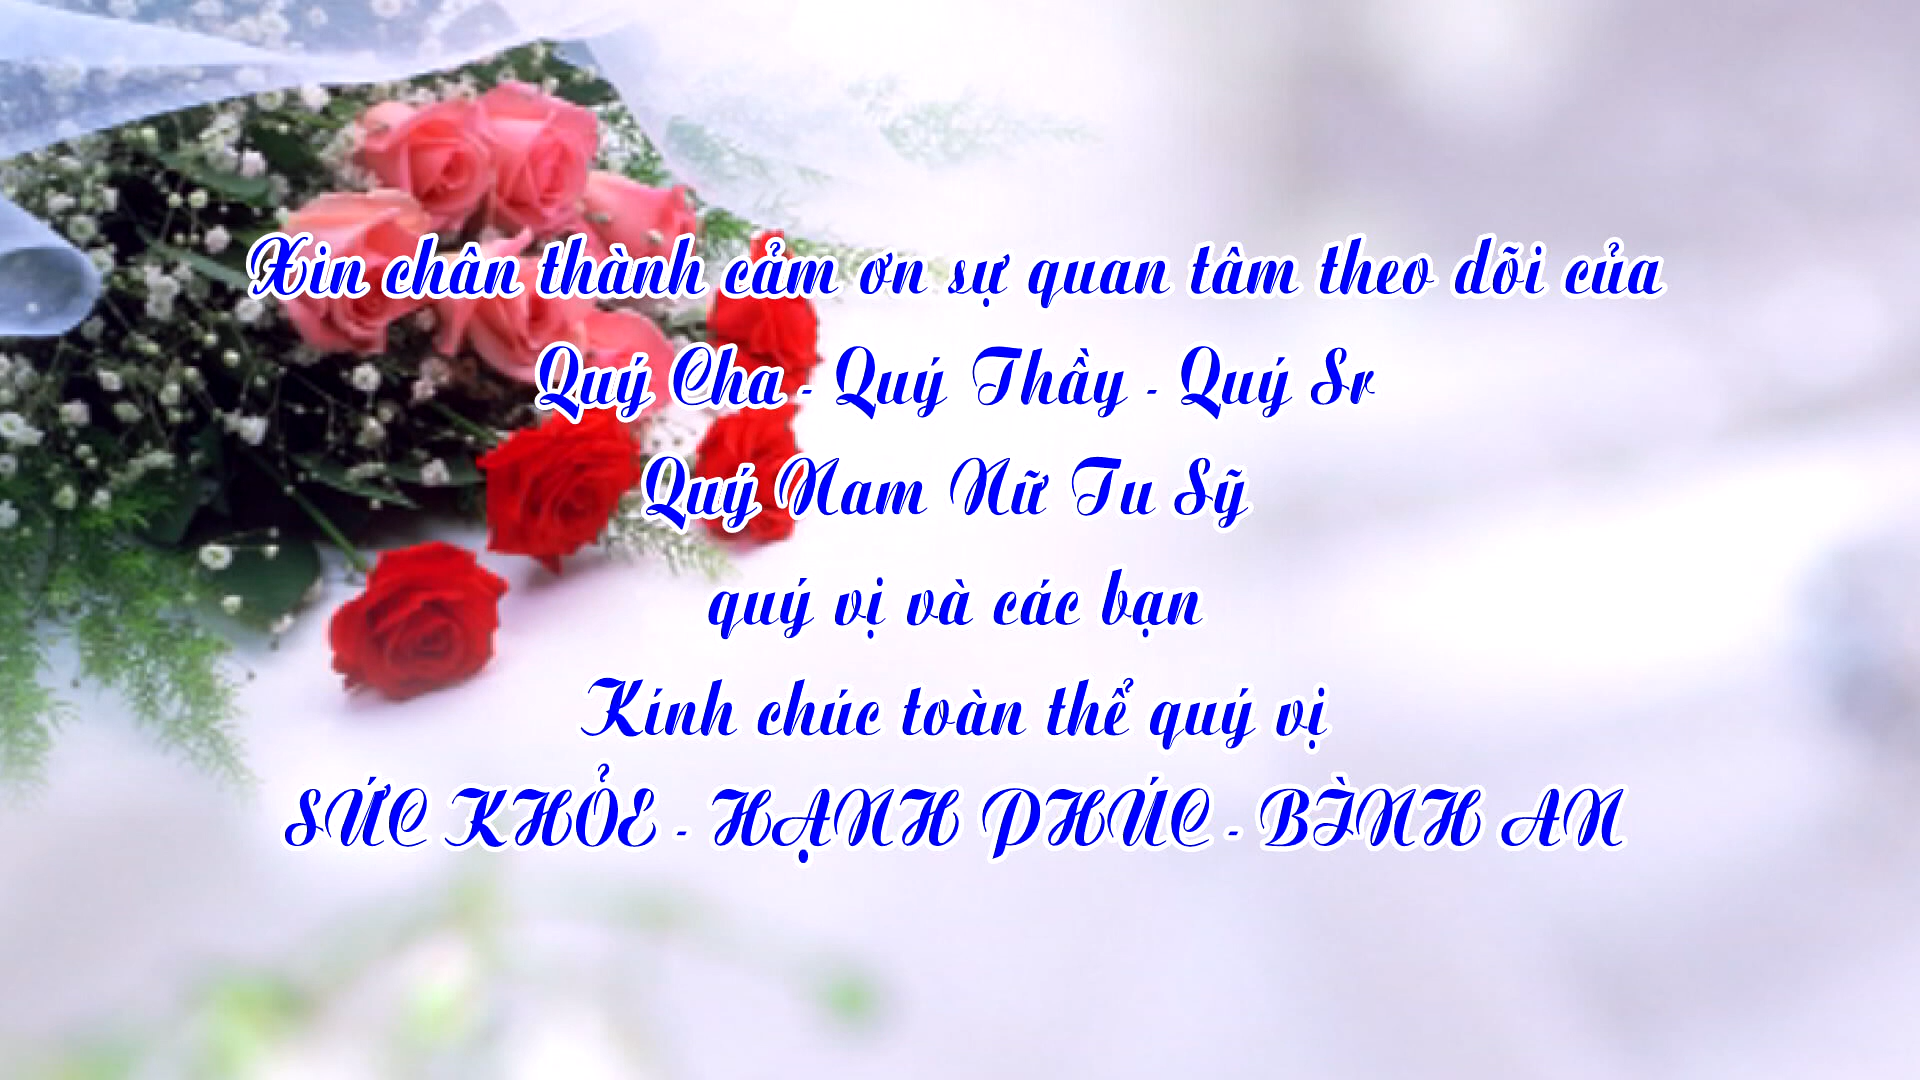 Xin chân thành cảm ơn sự quan tâm theo dõi của
Quý Cha - Quý Thầy - Quý Sr
Quý Nam Nữ Tu Sỹ
quý vị và các bạn
Kính chúc toàn thể quý vị
SỨC KHỎE - HẠNH PHÚC - BÌNH AN